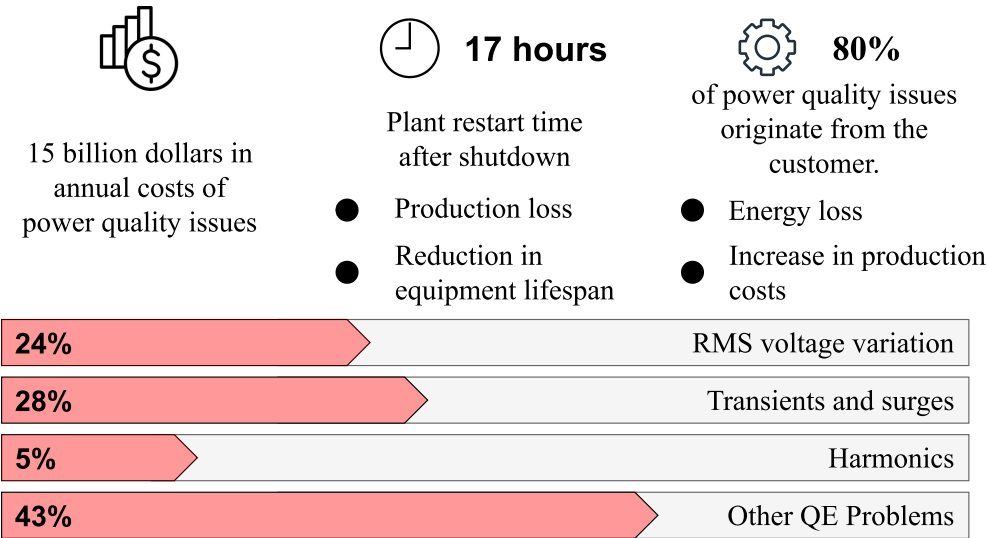 $
15 billion dollars in
annual costs of
power quality issues
17 hours
Plant restart time
after shutdown
Production loss
Reduction in
equipment lifespan
80%
of power quality issues
originate from the
customer.
Energy loss
Increase in production
costs
24% RMS voltage variation
28% Transients and surges
5% Harmonics
43% Other QE Problems